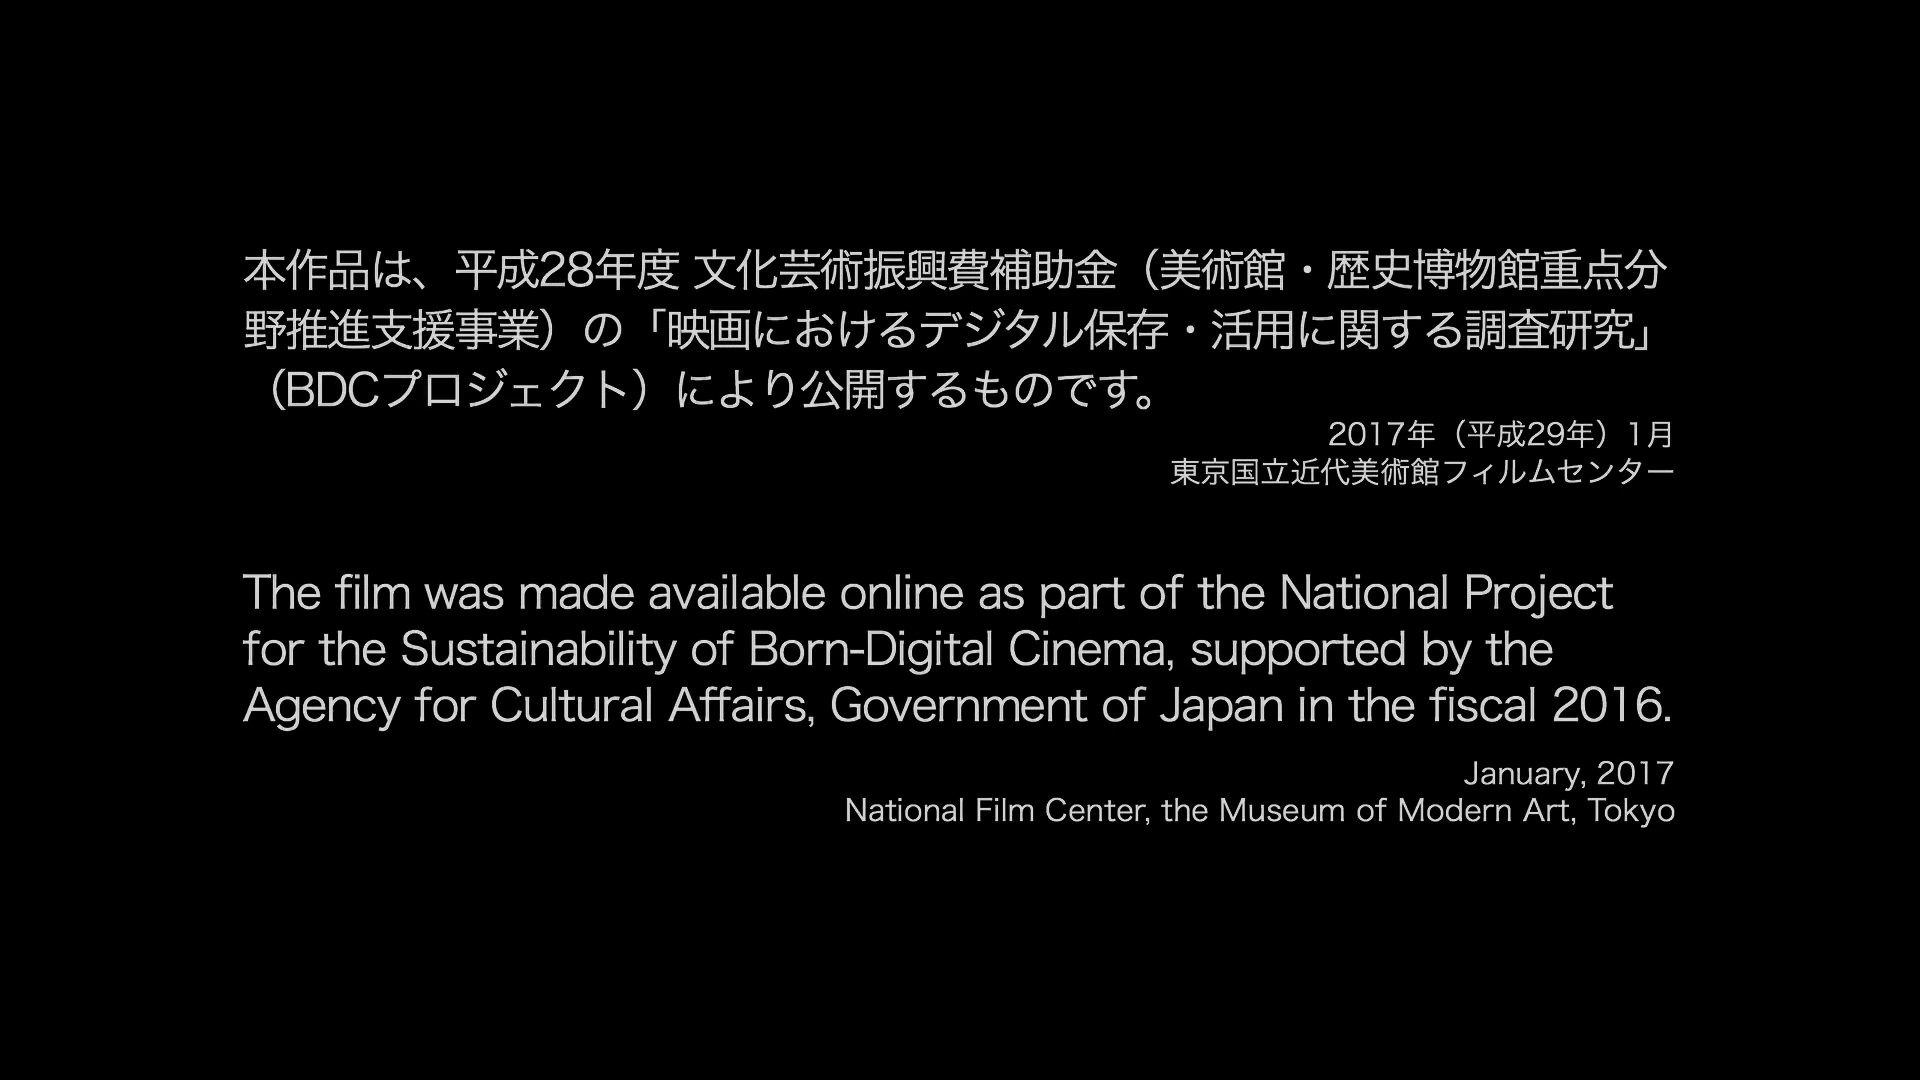 本作品は、平成28年度 文化芸術振興費補助金（美術館・歴史博物館重点分
野推進支援事業）の「映画におけるデジタル保存・活用に関する調査研究」
（BDCプロジェクト）により公開するものです。
2017年（平成29年）1月
東京国立近代美術館フィルムセンター
The film was made available online as part of the National Project
for the Sustainability of Born-Digital Cinema, supported by the
Agency for Cultural Affairs, Government of Japan in the fiscal 2016.
January, 2017
National Film Center, the Museum of Modern Art, Tokyo